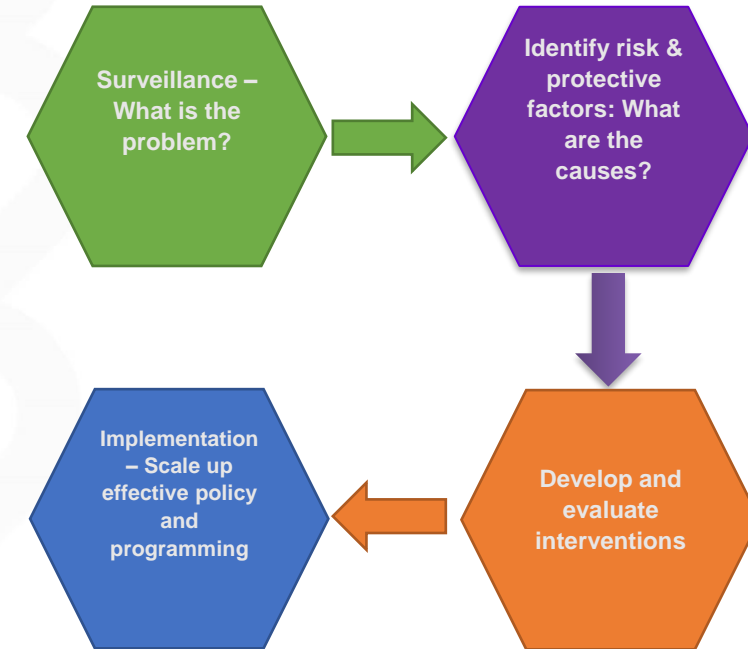 Surveillance –
What is the
problem?
Identify risk &
protective
factors: What
are the
causes?
Develop and
evaluate
interventions
Implementation
– Scale up
effective policy
and
programming